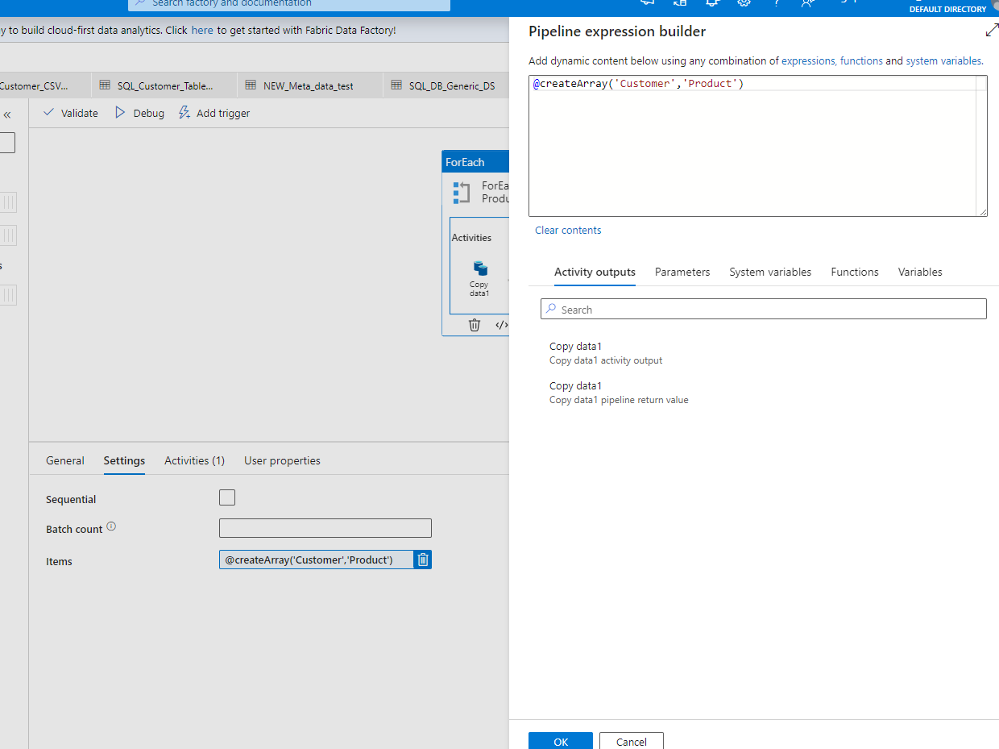 Search factory and documentation
DEFAULT DIRECTORY
y to build cloud-first data analytics. Click here to get started with Fabric Data Factory!
Customer_CSV...
SQL_Customer_Table...
NEW_Meta_data_test
SQL_DB_Generic_DS
«
Validate
Debug
Add trigger
ForEach
ForEa
Produ
Activities
Copy
data1
</>
s
General
Settings
Activities (1)
User properties
Sequential
Batch count
Items
@createArray('Customer','Product')
Pipeline expression builder
Add dynamic content below using any combination of expressions, functions and system variables.
@createArray('Customer','Product')
Clear contents
Activity outputs
Parameters
System variables
Functions
Variables
Search
Copy data1
Copy data1 activity output
Copy data1
Copy data1 pipeline return value
OK
Cancel